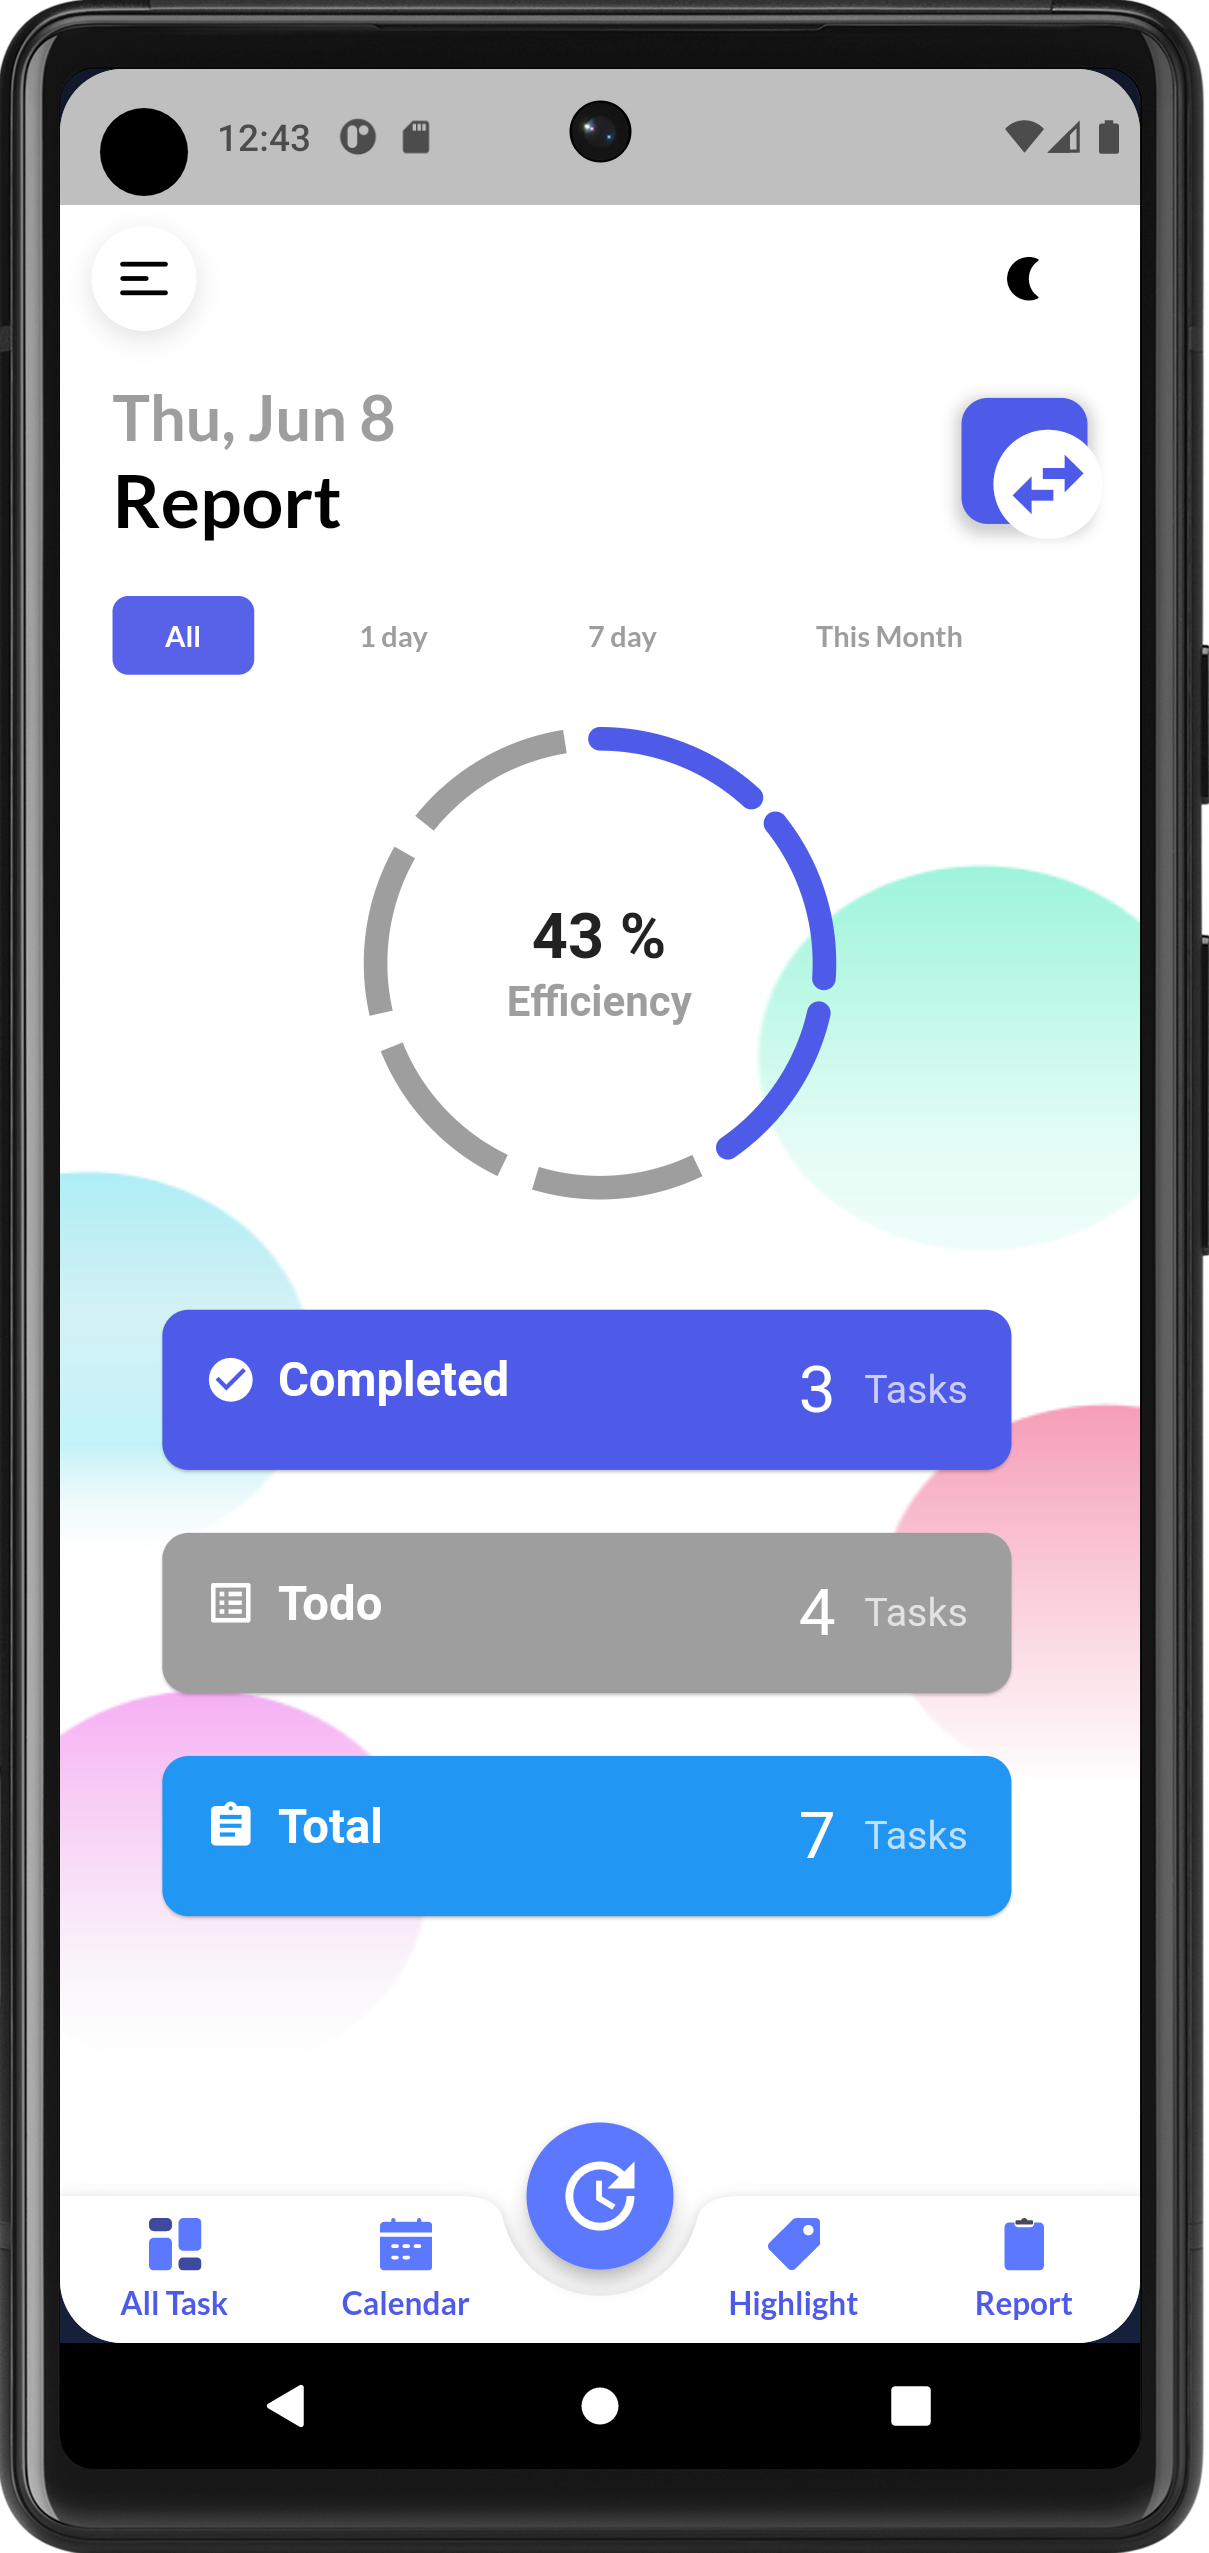 12:43
Thu, Jun 8
Report
All 1 day 7 day This Month
43 %
Efficiency
Completed 3 Tasks
Todo 4 Tasks
Total 7 Tasks
All Task Calendar Highlight Report